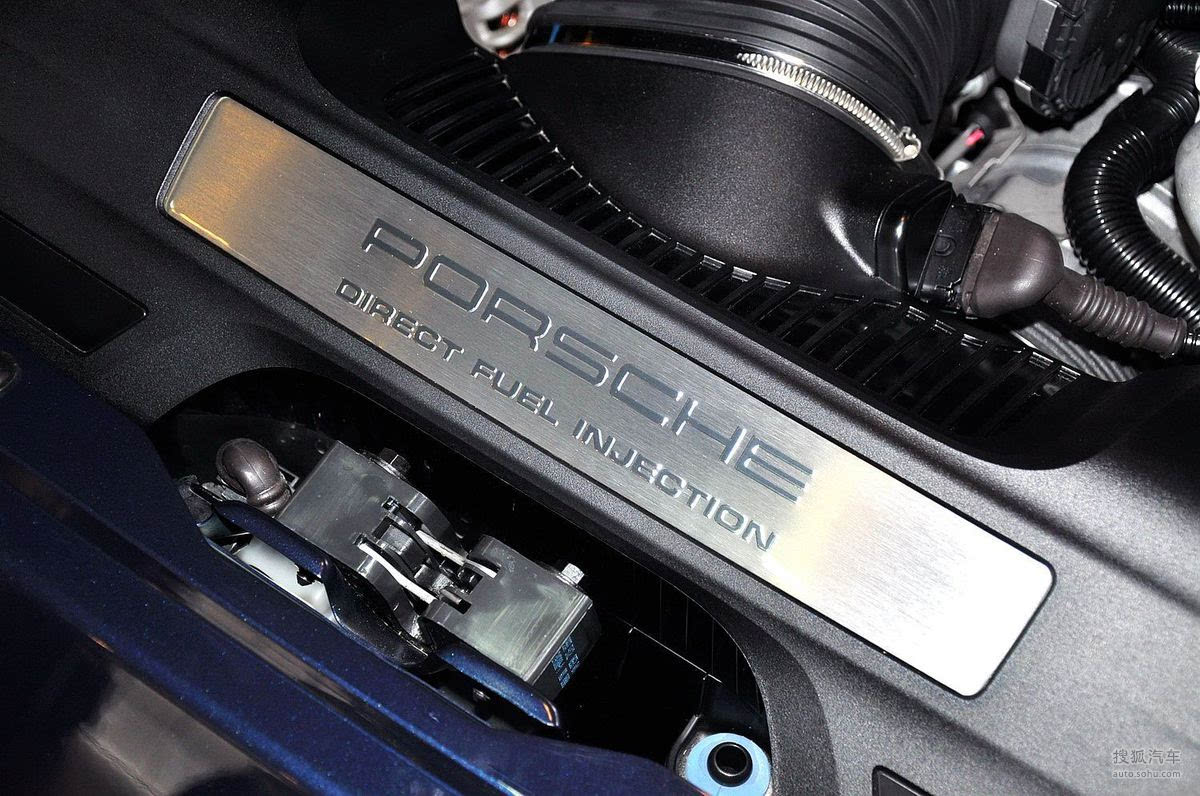 PORSCHE
DIRECT FUEL INJECTION
搜狐汽车
auto.sohu.com